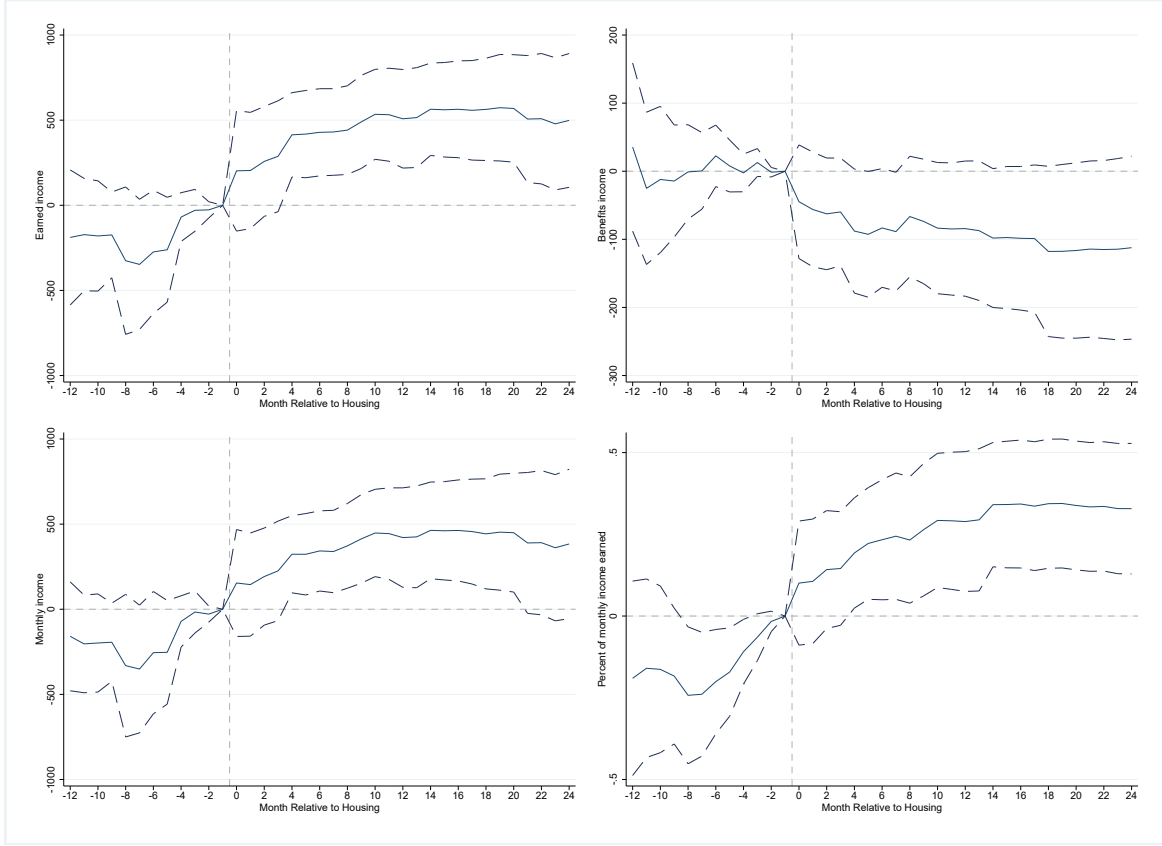 Earned income
1000
500
0
-500
-1000
-12 -10 -8 -6 -4 -2 0 2 4 6 8 10 12 14 16 18 20 22 24
Month Relative to Housing
Benefits income
200
100
0
-100
-200
-300
-12 -10 -8 -6 -4 -2 0 2 4 6 8 10 12 14 16 18 20 22 24
Month Relative to Housing
Monthly income
1000
500
0
-500
-1000
-12 -10 -8 -6 -4 -2 0 2 4 6 8 10 12 14 16 18 20 22 24
Month Relative to Housing
Percent of monthly income earned
.5
0
-.5
-12 -10 -8 -6 -4 -2 0 2 4 6 8 10 12 14 16 18 20 22 24
Month Relative to Housing